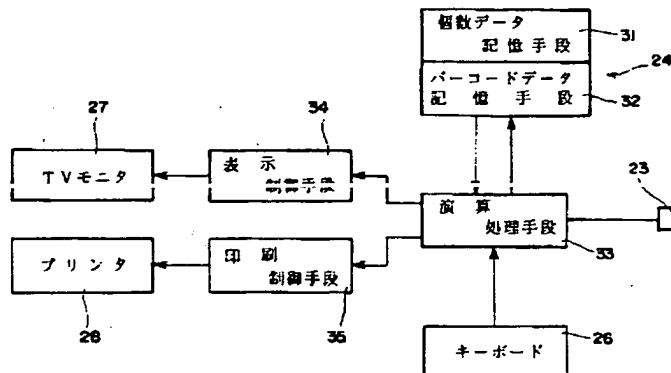 個数データ
記憶手段
31
24
バーコードデータ
記憶手段
32
27
34
TVモニタ
表示
制御手段
演算
処理手段
23
33
プリンタ
印刷
制御手段
28
35
キーボード
26